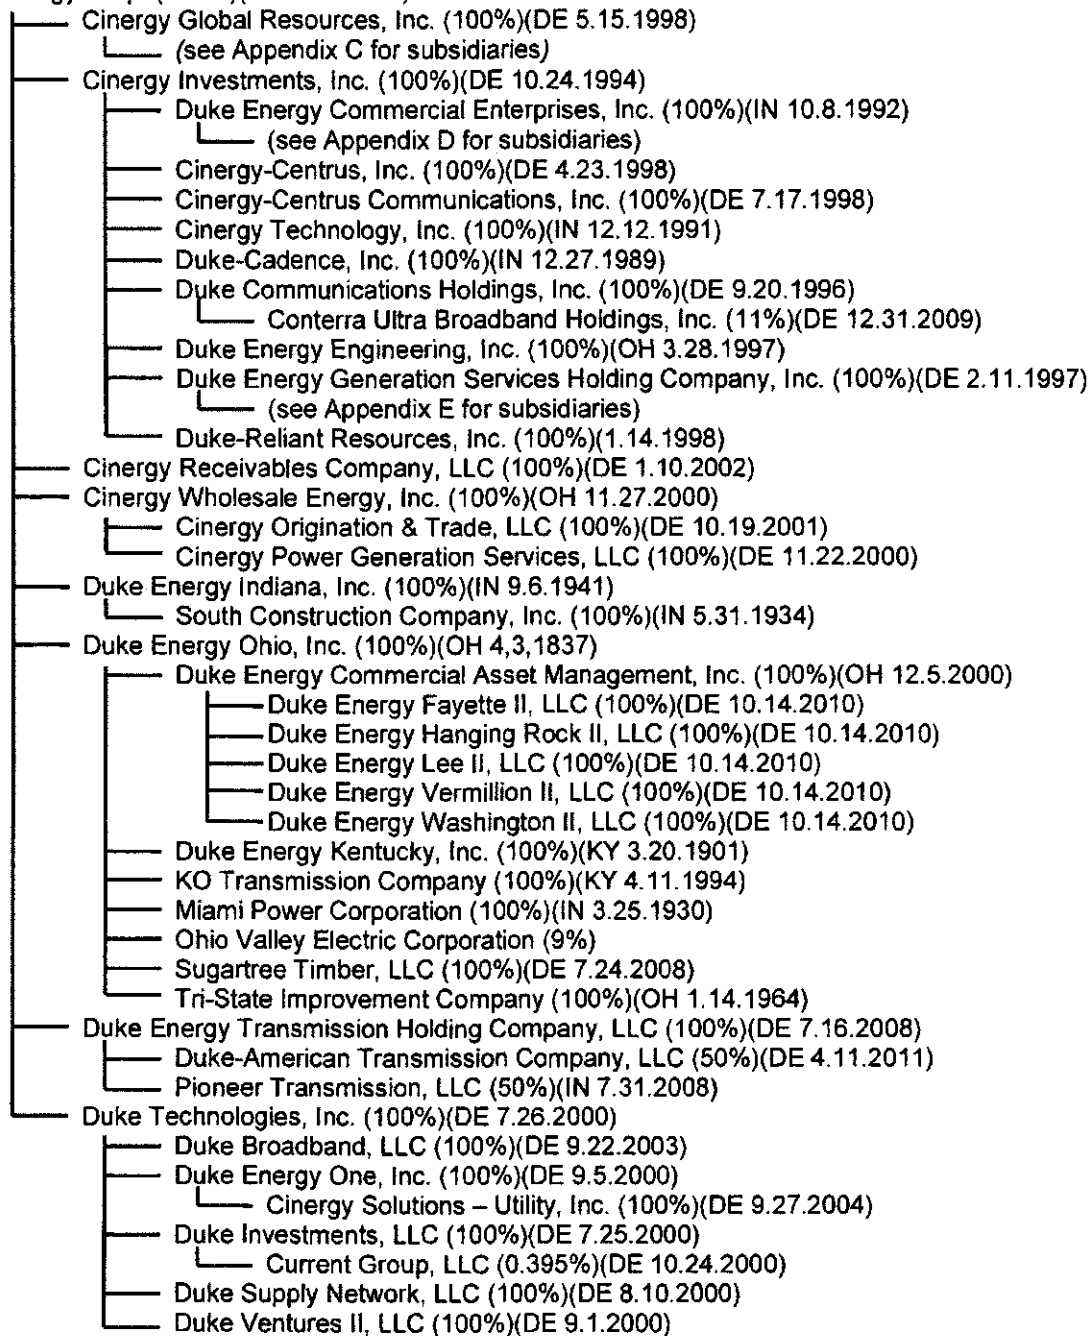 Cinergy Global Resources, Inc. (100%)(DE 5.15.1998)
(see Appendix C for subsidiaries)
Cinergy Investments, Inc. (100%)(DE 10.24.1994)
Duke Energy Commercial Enterprises, Inc. (100%)(IN 10.8.1992)
(see Appendix D for subsidiaries)
Cinergy-Centrus, Inc. (100%)(DE 4.23.1998)
Cinergy-Centrus Communications, Inc. (100%)(DE 7.17.1998)
Cinergy Technology, Inc. (100%)(IN 12.12.1991)
Duke-Cadence, Inc. (100%)(IN 12.27.1989)
Duke Communications Holdings, Inc. (100%)(DE 9.20.1996)
Conterra Ultra Broadband Holdings, Inc. (11%)(DE 12.31.2009)
Duke Energy Engineering, Inc. (100%)(OH 3.28.1997)
Duke Energy Generation Services Holding Company, Inc. (100%)(DE 2.11.1997)
(see Appendix E for subsidiaries)
Duke-Reliant Resources, Inc. (100%)(1.14.1998)
Cinergy Receivables Company, LLC (100%)(DE 1.10.2002)
Cinergy Wholesale Energy, Inc. (100%)(OH 11.27.2000)
Cinergy Origination & Trade, LLC (100%)(DE 10.19.2001)
Cinergy Power Generation Services, LLC (100%)(DE 11.22.2000)
Duke Energy Indiana, Inc. (100%)(IN 9.6.1941)
South Construction Company, Inc. (100%)(IN 5.31.1934)
Duke Energy Ohio, Inc. (100%)(OH 4,3,1837)
Duke Energy Commercial Asset Management, Inc. (100%)(OH 12.5.2000)
Duke Energy Fayette II, LLC (100%)(DE 10.14.2010)
Duke Energy Hanging Rock II, LLC (100%)(DE 10.14.2010)
Duke Energy Lee II, LLC (100%)(DE 10.14.2010)
Duke Energy Vermillion II, LLC (100%)(DE 10.14.2010)
Duke Energy Washington II, LLC (100%)(DE 10.14.2010)
Duke Energy Kentucky, Inc. (100%)(KY 3.20.1901)
KO Transmission Company (100%)(KY 4.11.1994)
Miami Power Corporation (100%)(IN 3.25.1930)
Ohio Valley Electric Corporation (9%)
Sugartree Timber, LLC (100%)(DE 7.24.2008)
Tri-State Improvement Company (100%)(OH 1.14.1964)
Duke Energy Transmission Holding Company, LLC (100%)(DE 7.16.2008)
Duke-American Transmission Company, LLC (50%)(DE 4.11.2011)
Pioneer Transmission, LLC (50%)(IN 7.31.2008)
Duke Technologies, Inc. (100%)(DE 7.26.2000)
Duke Broadband, LLC (100%)(DE 9.22.2003)
Duke Energy One, Inc. (100%)(DE 9.5.2000)
Cinergy Solutions – Utility, Inc. (100%)(DE 9.27.2004)
Duke Investments, LLC (100%)(DE 7.25.2000)
Current Group, LLC (0.395%)(DE 10.24.2000)
Duke Supply Network, LLC (100%)(DE 8.10.2000)
Duke Ventures II, LLC (100%)(DE 9.1.2000)